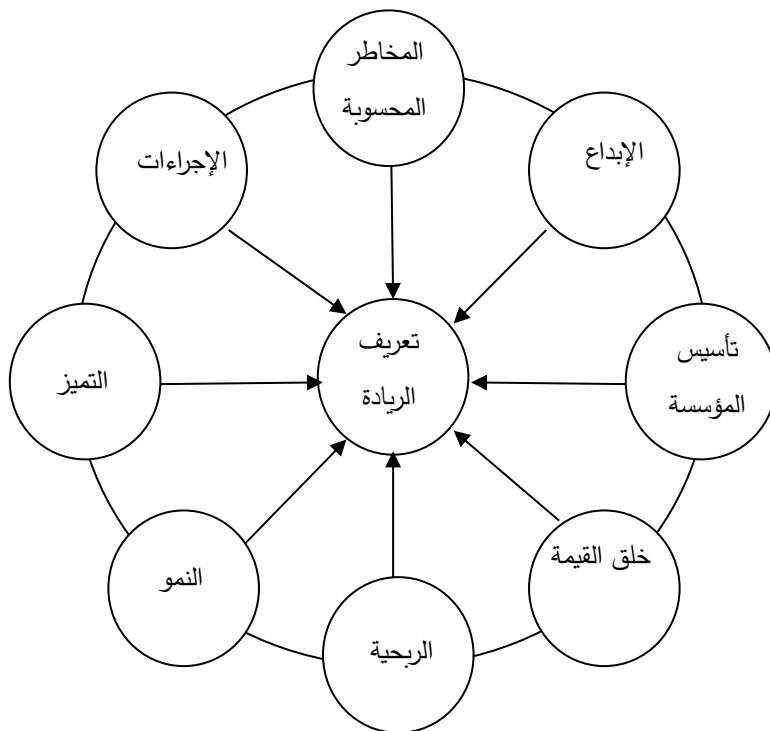 المخاطر
المحسوبة
الإبداع
الإجراءات
تعريف
الريادة
تأسيس
المؤسسة
التميز
خلق القيمة
النمو
الربحية